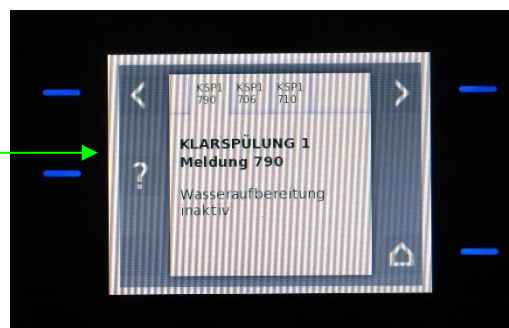 KSP1 KSP1 KSP1
790 706 710
KLARSPÜLUNG 1
Meldung 790
Wasseraufbereitung
inaktiv
?